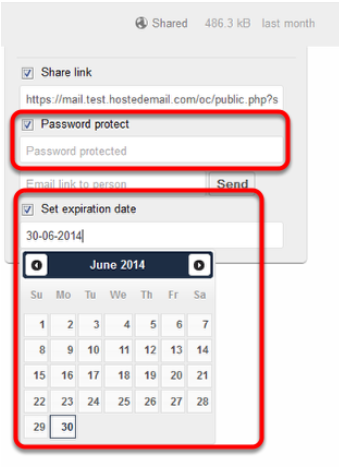 Shared 486.3 kB last month
Share link
https://mail.test.hostedemail.com/oc/public.php?s
Password protect
Password protected
Email link to person Send
Set expiration date
30-06-2014
June 2014
Su Mo Tu We Th Fr Sa
1 2 3 4 5 6 7
8 9 10 11 12 13 14
15 16 17 18 19 20 21
22 23 24 25 26 27 28
29 30